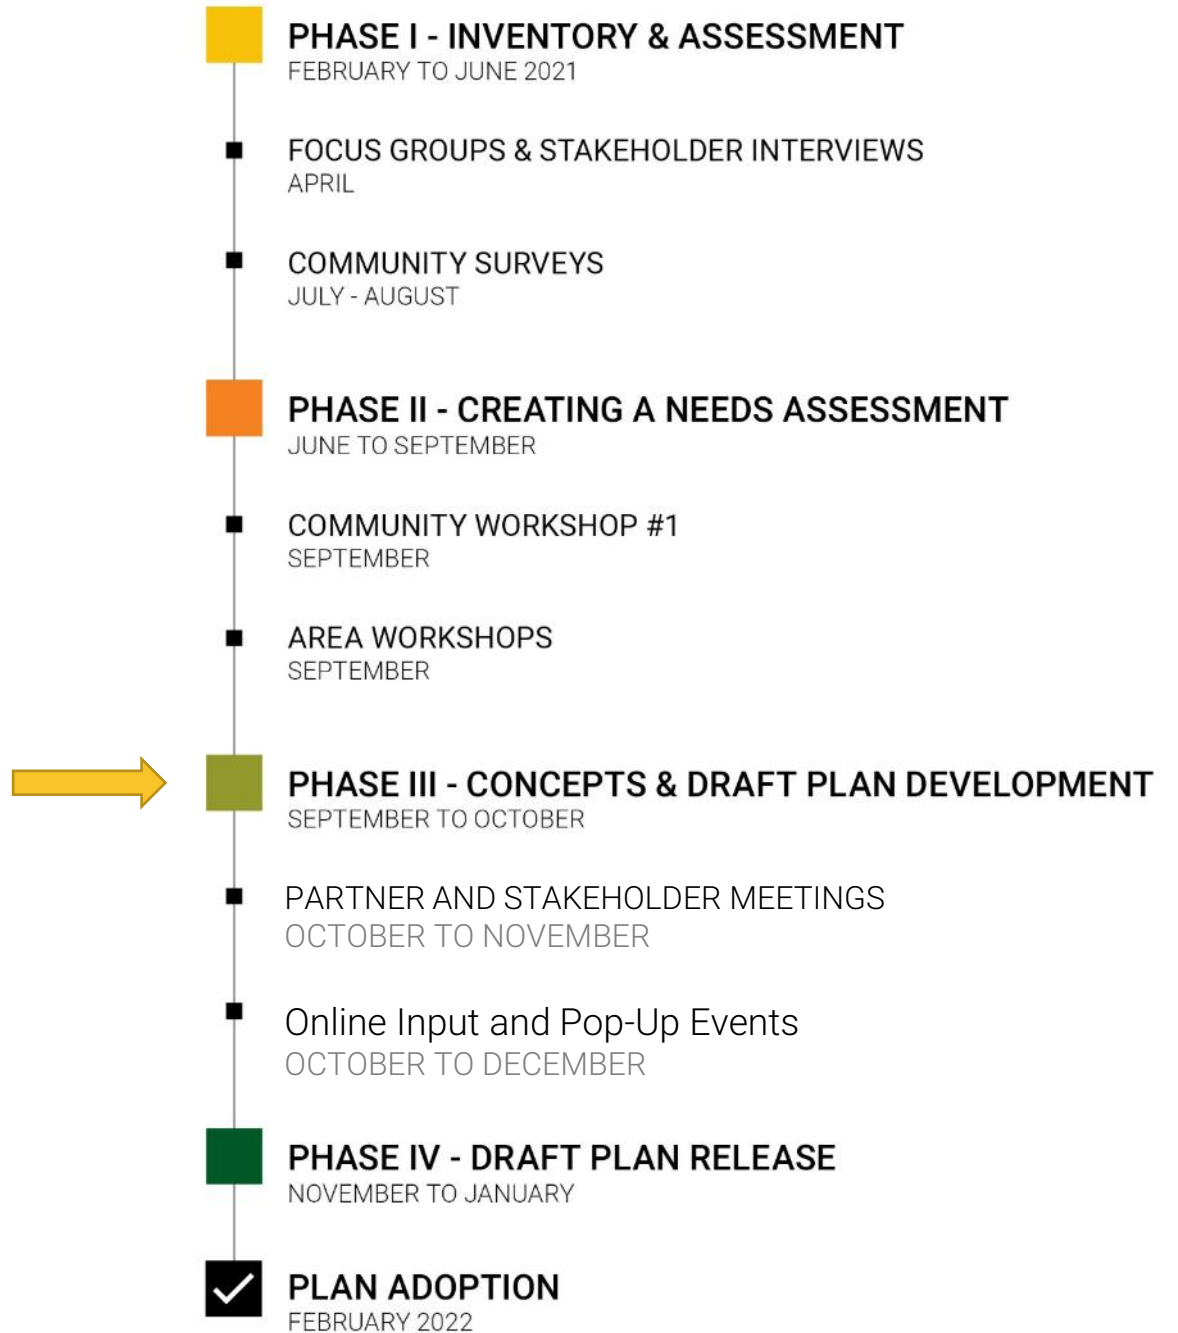 PHASE I - INVENTORY & ASSESSMENT
FEBRUARY TO JUNE 2021
FOCUS GROUPS & STAKEHOLDER INTERVIEWS
APRIL
COMMUNITY SURVEYS
JULY - AUGUST
PHASE II - CREATING A NEEDS ASSESSMENT
JUNE TO SEPTEMBER
COMMUNITY WORKSHOP #1
SEPTEMBER
AREA WORKSHOPS
SEPTEMBER
PHASE III - CONCEPTS & DRAFT PLAN DEVELOPMENT
SEPTEMBER TO OCTOBER
PARTNER AND STAKEHOLDER MEETINGS
OCTOBER TO NOVEMBER
Online Input and Pop-Up Events
OCTOBER TO DECEMBER
PHASE IV - DRAFT PLAN RELEASE
NOVEMBER TO JANUARY
PLAN ADOPTION
FEBRUARY 2022